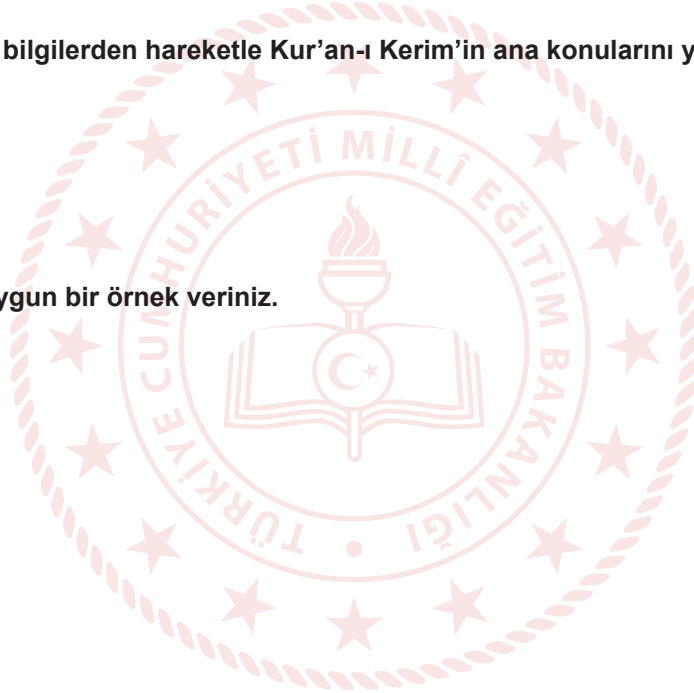 bilgilerden hareketle Kur’an-ı Kerim’in ana konularını y
ygun bir örnek veriniz.
TÜRKİYE CUMHURİYETİ MİLLÎ EĞİTİM BAKANLIĞI